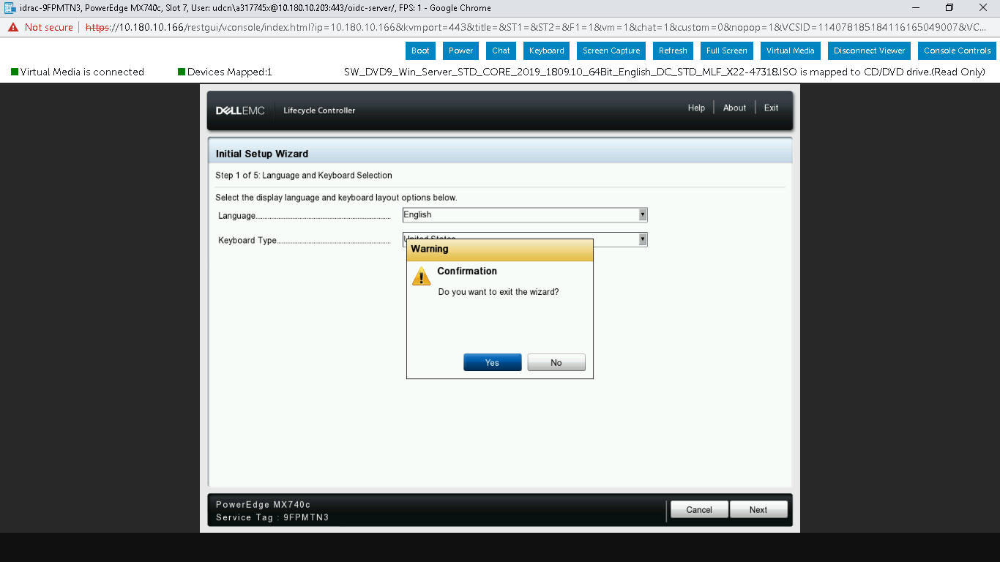 idrac-9FPMTN3, PowerEdge MX740c, Slot 7, User: udcn\a317745x@10.180.10.203:443/oidc-server/, FPS: 1 - Google Chrome
Not secure https://10.180.10.166/restgui/vconsole/index.html?ip=10.180.10.166&kvmport=443&title=&ST1=&ST2=&F1=1&vm=1&chat=1&custom=0&nopop=1&VCSID=114078185184116165049007&VC...
Boot Power Chat Keyboard Screen Capture Refresh Full Screen Virtual Media Disconnect Viewer Console Controls
Virtual Media is connected Devices Mapped:1 SW_DVD9_Win_Server_STD_CORE_2019_1809.10_64Bit_English_DC_STD_MLF_X22-47318.ISO is mapped to CD/DVD drive.(Read Only)
DELLEMC Lifecycle Controller Help About Exit
Initial Setup Wizard
Step 1 of 5: Language and Keyboard Selection
Select the display language and keyboard layout options below.
Language.................................................................. English
Keyboard Type......................................................... United States
Warning
Confirmation
Do you want to exit the wizard?
Yes No
PowerEdge MX740c
Service Tag : 9FPMTN3
Cancel Next